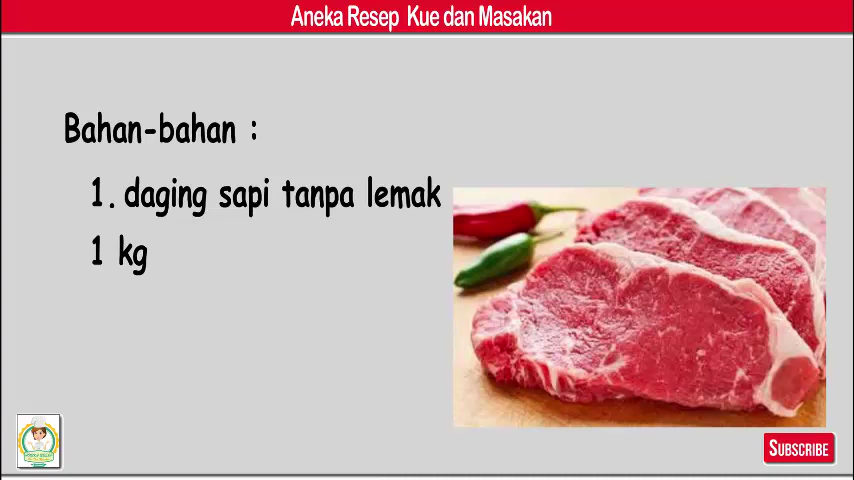 Aneka Resep Kue dan Masakan
Bahan-bahan :
1. daging sapi tanpa lemak
1 kg
SUBSCRIBE